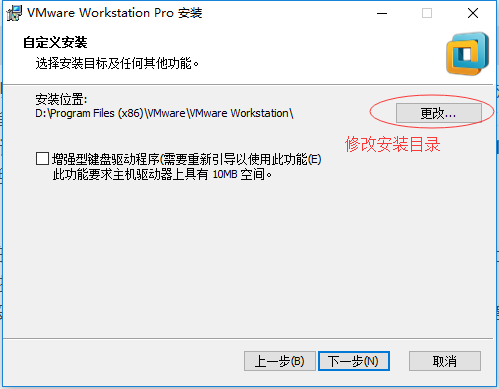 VMware Workstation Pro 安装
自定义安装
选择安装目标及任何其他功能。
安装位置:
D:\Program Files (x86)\VMware\VMware Workstation\
更改...
修改安装目录
增强型键盘驱动程序(需要重新引导以使用此功能(E)
此功能要求主机驱动器上具有 10MB 空间。
上一步(B)
下一步(N)
取消